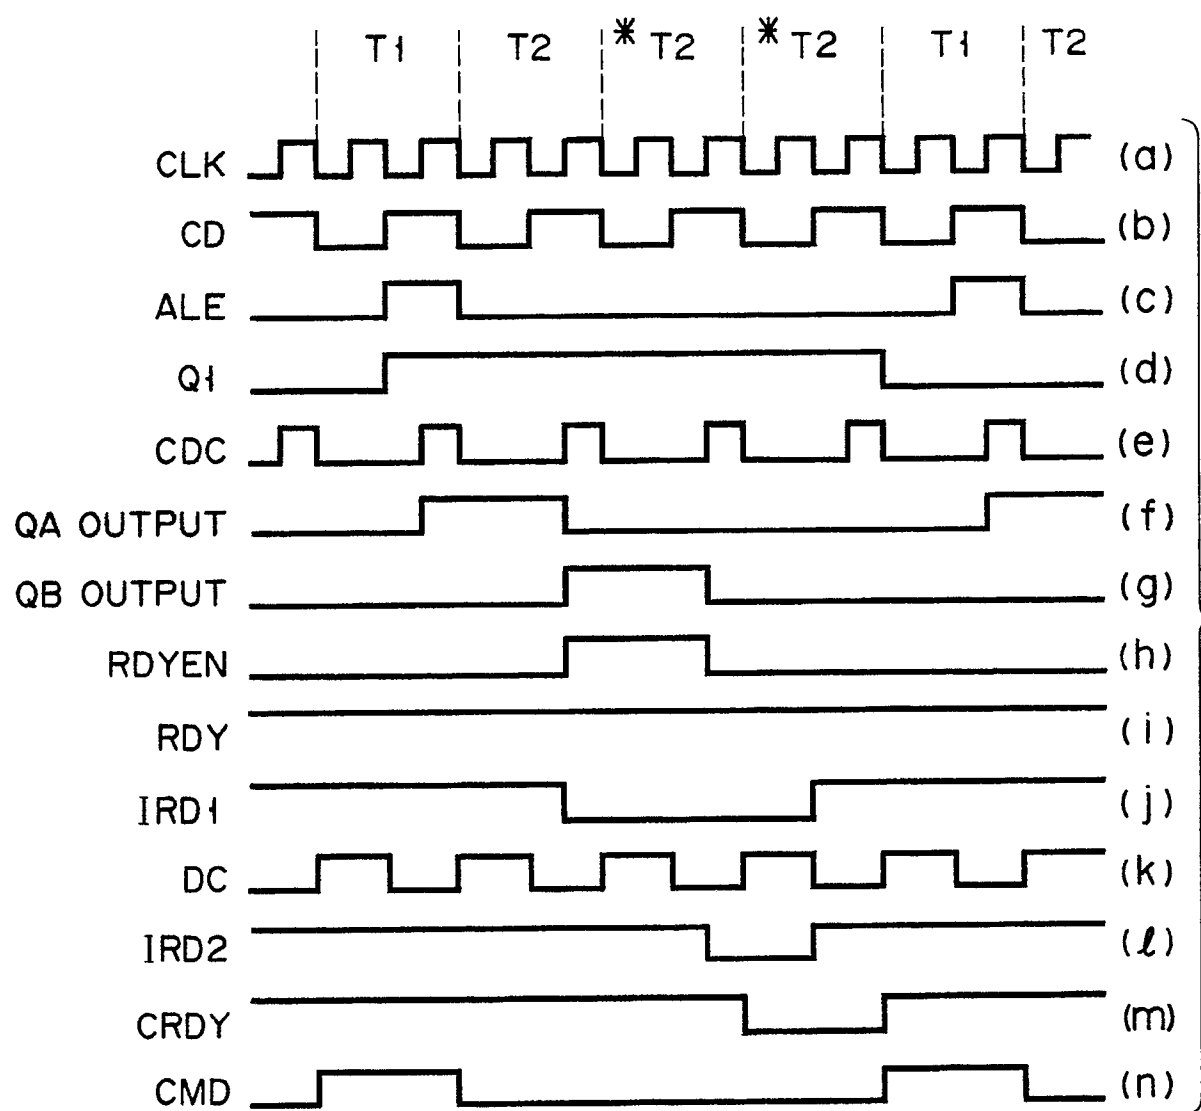 T1 T2 * T2 * T2 T1 T2
CLK (a)
CD (b)
ALE (c)
Q1 (d)
CDC (e)
QA OUTPUT (f)
QB OUTPUT (g)
RDYEN (h)
RDY (i)
IRD1 (j)
DC (k)
IRD2 (ℓ)
CRDY (m)
CMD (n)